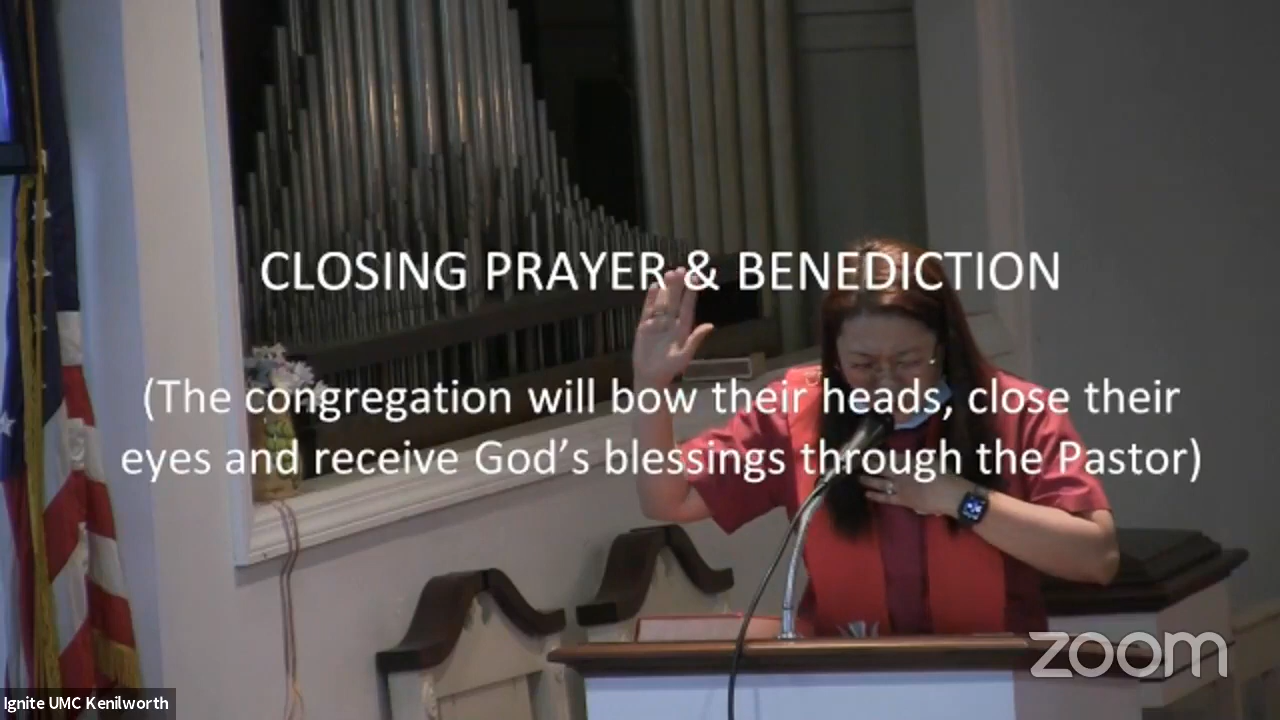 CLOSING PRAYER & BENEDICTION
(The congregation will bow their heads, close their
eyes and receive God’s blessings through the Pastor)
zoom
Ignite UMC Kenilworth